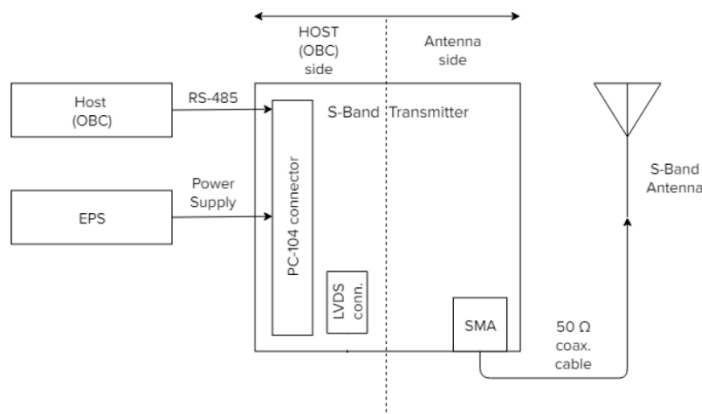 HOST
(OBC)
side
Antenna
side
Host
(OBC)
RS-485
S-Band Transmitter
EPS
Power
Supply
PC-104 connector
LVDS
conn.
SMA
50 Ω
coax.
cable
S-Band
Antenna